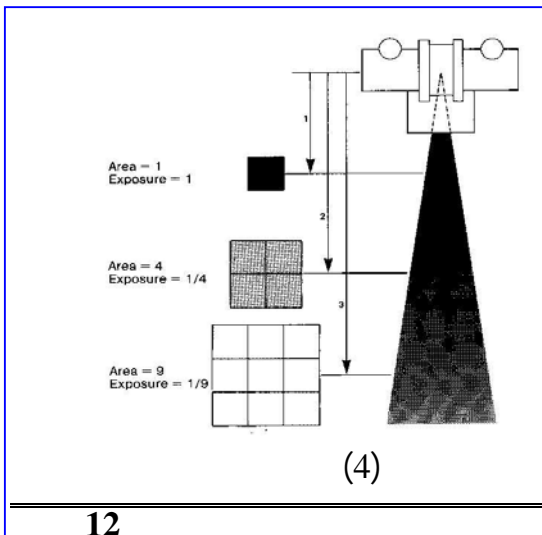 1
Area = 1
Exposure = 1
2
Area = 4
Exposure = 1/4
3
Area = 9
Exposure = 1/9
(4)
12